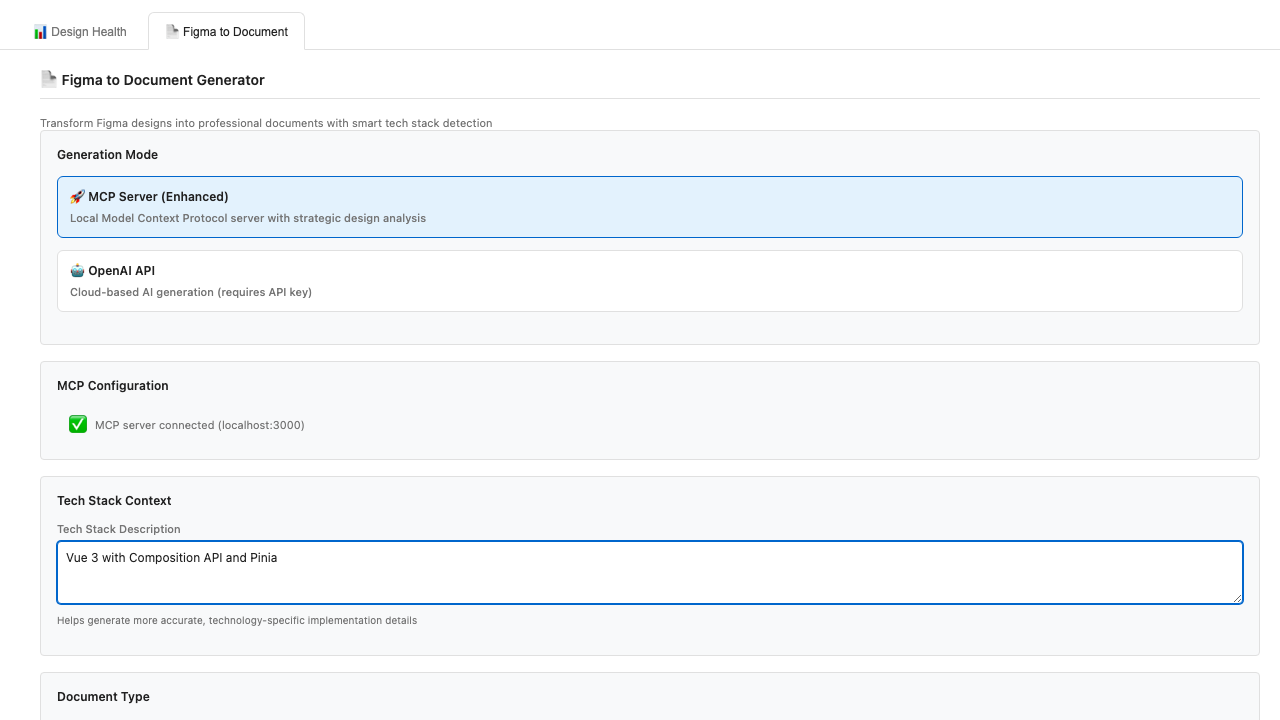 Design Health
Figma to Document
Figma to Document Generator
Transform Figma designs into professional documents with smart tech stack detection
Generation Mode
MCP Server (Enhanced)
Local Model Context Protocol server with strategic design analysis
OpenAI API
Cloud-based AI generation (requires API key)
MCP Configuration
MCP server connected (localhost:3000)
Tech Stack Context
Tech Stack Description
Vue 3 with Composition API and Pinia
Helps generate more accurate, technology-specific implementation details
Document Type